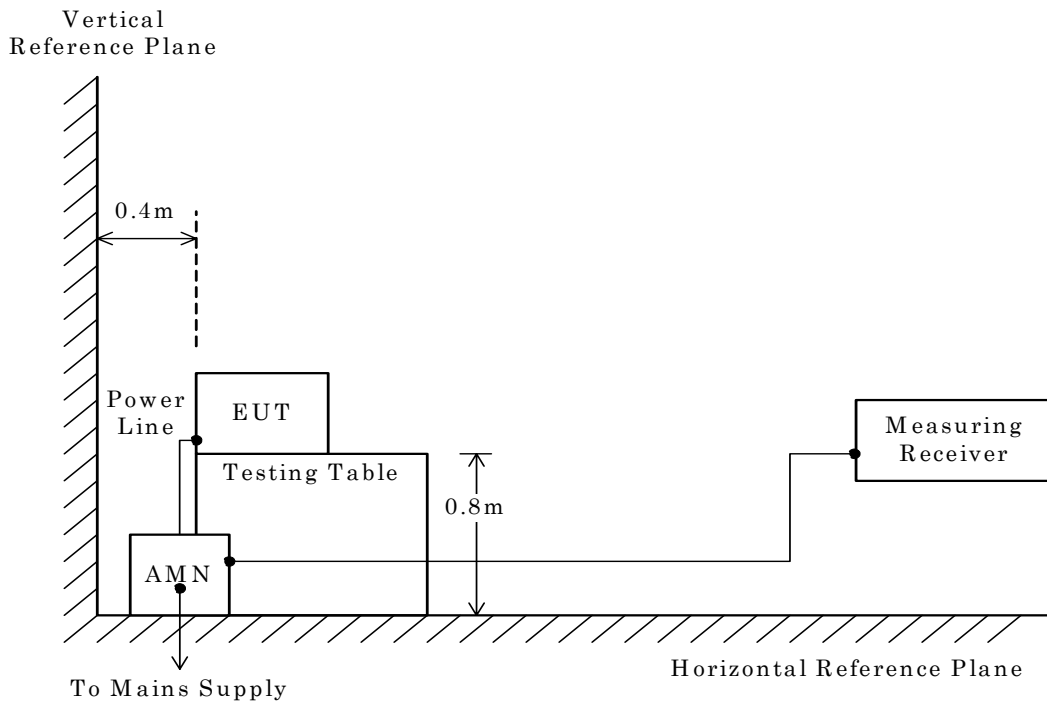 Vertical
Reference Plane
0.4m
Power
Line
EUT
Measuring
Receiver
Testing Table
0.8m
AMN
Horizontal Reference Plane
To Mains Supply